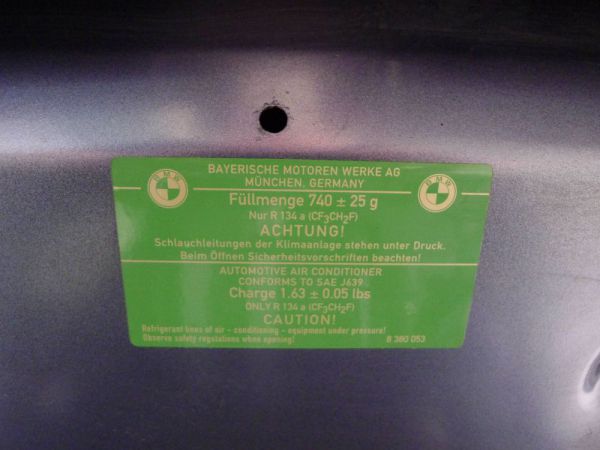 BAYERISCHE MOTOREN WERKE AG
MÜNCHEN, GERMANY
BMW
BMW
Füllmenge 740 ± 25 g
Nur R 134 a (CF3CH2F)
ACHTUNG!
Schlauchleitungen der Klimaanlage stehen unter Druck.
Beim Öffnen Sicherheitsvorschriften beachten!
AUTOMOTIVE AIR CONDITIONER
CONFORMS TO SAE J639
Charge 1.63 ± 0.05 lbs
ONLY R 134 a (CF3CH2F)
CAUTION!
Refrigerant lines of air - conditioning - equipment under pressure!
Observe safety regulations when opening!
8 380 053